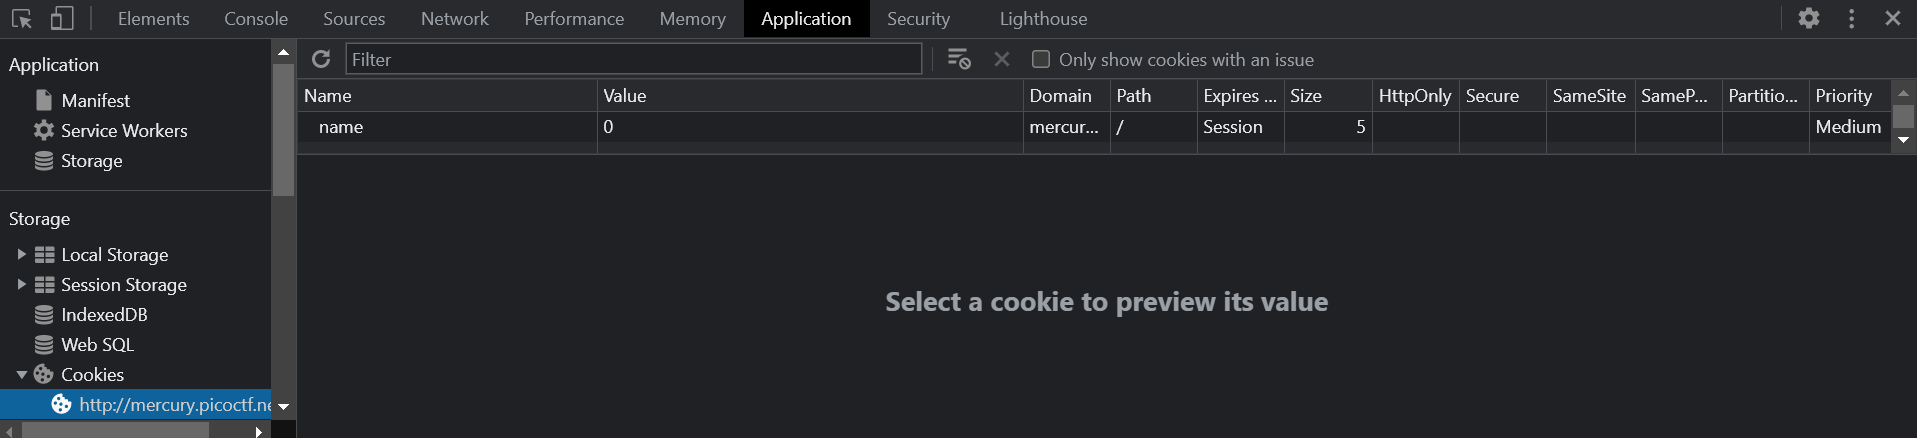 Elements Console Sources Network Performance Memory Application Security Lighthouse
Application
Manifest
Service Workers
Storage
Storage
Local Storage
Session Storage
IndexedDB
Web SQL
Cookies
http://mercury.picoctf.ne
Filter Only show cookies with an issue
Name Value Domain Path Expires ... Size HttpOnly Secure SameSite SameP... Partitio... Priority
name 0 mercur... / Session 5 Medium
Select a cookie to preview its value